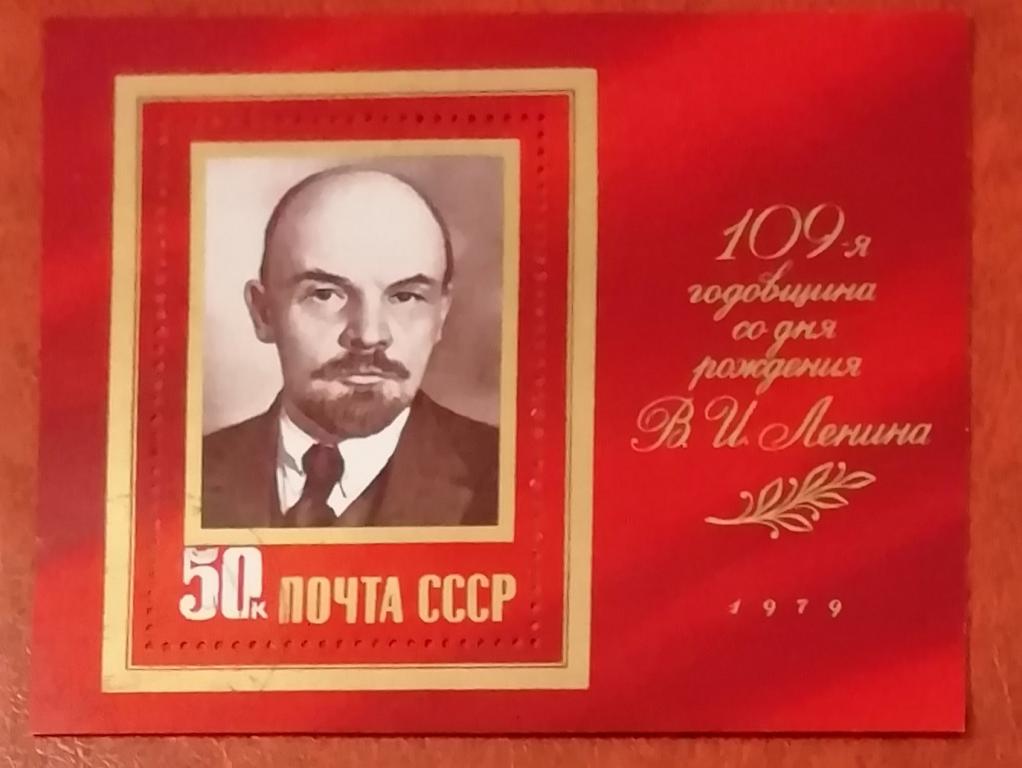 109-я
годовщина
со дня
рождения
В. И. Ленина
1979
50к ПОЧТА СССР